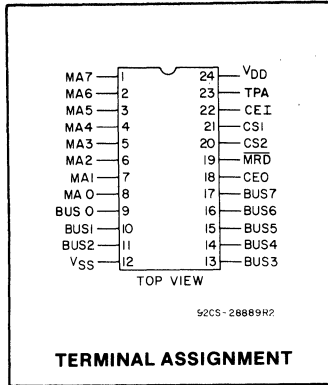 MA7 1 24 VDD
MA6 2 23 TPA
MA5 3 22 CEI
MA4 4 21 CS1
MA3 5 20 CS2
MA2 6 19 MRD
MA1 7 18 CEO
MA 0 8 17 BUS7
BUS 0 9 16 BUS6
BUS1 10 15 BUS5
BUS2 11 14 BUS4
VSS 12 13 BUS3
TOP VIEW
92CS-28889R2
TERMINAL ASSIGNMENT